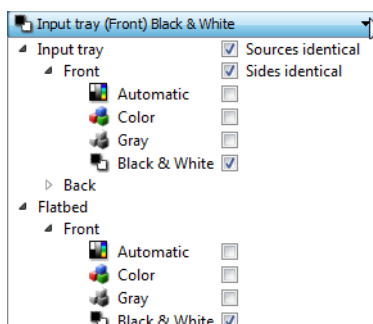 Input tray (Front) Black & White
Input tray Sources identical
Front Sides identical
Automatic
Color
Gray
Black & White
Back
Flatbed
Front
Automatic
Color
Gray
Black & White